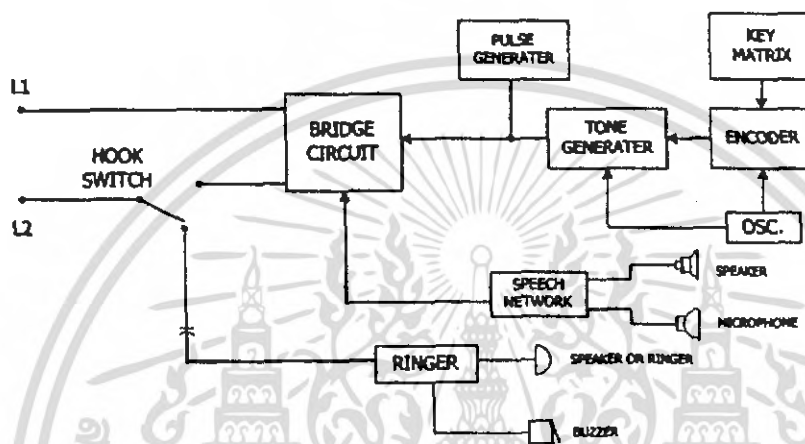 PULSE
GENERATER
KEY
MATRIX
L1
BRIDGE
CIRCUIT
TONE
GENERATER
ENCODER
HOOK
SWITCH
L2
OSC.
SPEECH
NETWORK
SPEAKER
MICROPHONE
RINGER
SPEAKER OR RINGER
BUZZER